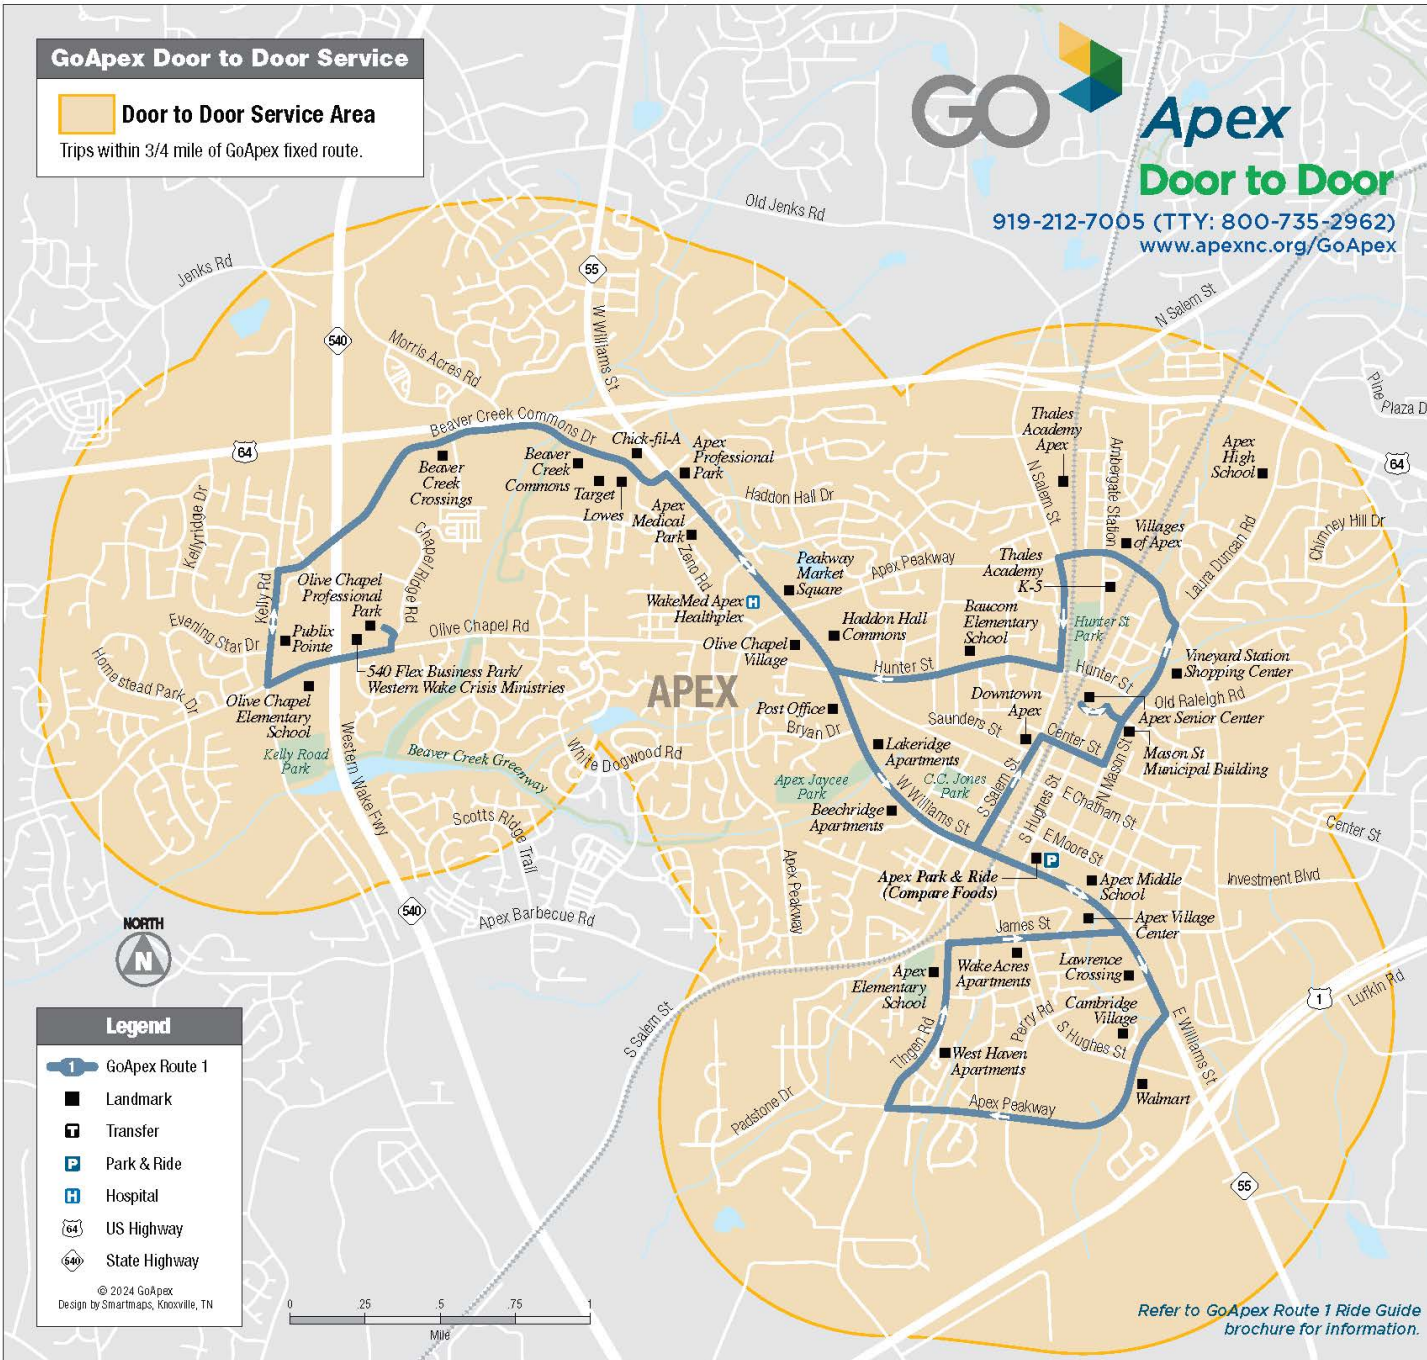 GoApex Door to Door Service
Door to Door Service Area
Trips within 3/4 mile of GoApex fixed route.
GO
Apex
Door to Door
919-212-7005 (TTY: 800-735-2962)
www.apexnc.org/GoApex
Old Jenks Rd
Jenks Rd
55
W Williams St
N Salem St
540
Morris Acres Rd
Pine Plaza D
Beaver Creek Commons Dr
64
Chick-fil-A
Apex
Professional
Park
Thales
Academy
Apex
N Salem St
Ambergate Station
Apex
High
School
64
Beaver
Creek
Crossings
Beaver
Creek
Commons
Target
Lowes
Haddon Hall Dr
Kellyridge Dr
Apex
Medical
Park
Zeno Rd
Villages
of Apex
Laura Duncan Rd
Chimney Hill Dr
Chapel Ridge Rd
Peakway
Market
Square
Apex Peakway
Thales
Academy
K-5
Kelly Rd
Olive Chapel
Professional
Park
WakeMed Apex
Healthplex
H
Baucom
Elementary
School
Haddon Hall
Commons
Hunter St
Park
Evening Star Dr
Publix
Pointe
Olive Chapel Rd
Olive Chapel
Village
Hunter St
Hunter St
Vineyard Station
Shopping Center
Homestead Park Dr
540 Flex Business Park/
Western Wake Crisis Ministries
APEX
Downtown
Apex
Old Raleigh Rd
Apex Senior Center
Olive Chapel
Elementary
School
Post Office
Bryan Dr
Saunders St
Center St
N Mason St
Mason St
Municipal Building
Kelly Road
Park
Western Wake Fwy
Beaver Creek Greenway
White Dogwood Rd
Lakeridge
Apartments
Apex Jaycee
Park
W Williams St
C.C. Jones
Park
S Salem St
S Hughes St
E Chatham St
Beechridge
Apartments
Scotts Ridge Trail
E Moore St
Center St
Apex Peakway
Apex Park & Ride
(Compare Foods)
P
Apex Middle
School
Investment Blvd
540
Apex Barbecue Rd
James St
Apex Village
Center
NORTH
N
Apex
Elementary
School
Wake Acres
Apartments
Lawrence
Crossing
Cambridge
Village
1
Lufkin Rd
S Salem St
Tingen Rd
Perry Rd
S Hughes St
E Williams St
West Haven
Apartments
Padstone Dr
Apex Peakway
Walmart
55
Legend
1 GoApex Route 1
Landmark
T Transfer
P Park & Ride
H Hospital
64 US Highway
540 State Highway
© 2024 GoApex
Design by Smartmaps, Knoxville, TN
0 .25 .5 .75 1
Mile
Refer to GoApex Route 1 Ride Guide
brochure for information.